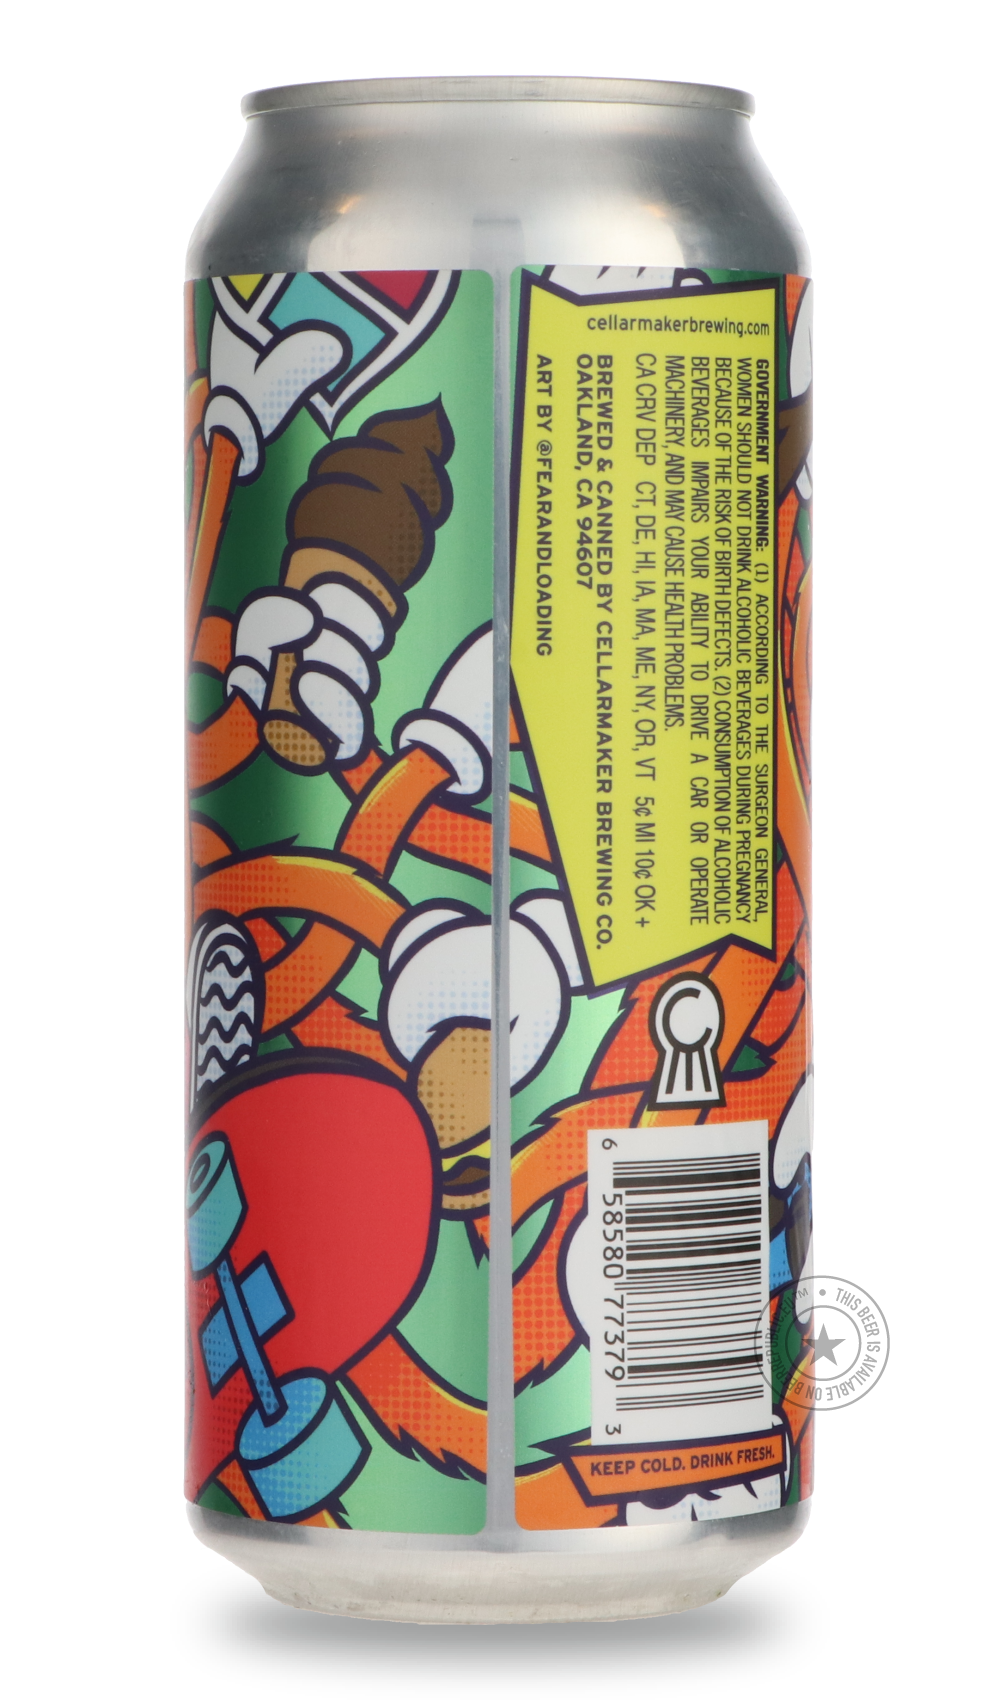 cellarmakerbrewing.com
GOVERNMENT WARNING: (1) ACCORDING TO THE SURGEON GENERAL,
WOMEN SHOULD NOT DRINK ALCOHOLIC BEVERAGES DURING PREGNANCY
BECAUSE OF THE RISK OF BIRTH DEFECTS. (2) CONSUMPTION OF ALCOHOLIC
BEVERAGES IMPAIRS YOUR ABILITY TO DRIVE A CAR OR OPERATE
MACHINERY, AND MAY CAUSE HEALTH PROBLEMS.
CA CRV DEP CT, DE, HI, IA, MA, ME, NY, OR, VT 5¢ MI 10¢ OK +
BREWED & CANNED BY CELLARMAKER BREWING CO.
OAKLAND, CA 94607
ART BY @FEARANDLOADING
6 58580 77379 3
KEEP COLD. DRINK FRESH.
THIS BEER IS AVAILABLE ON BEERREPUBLIC